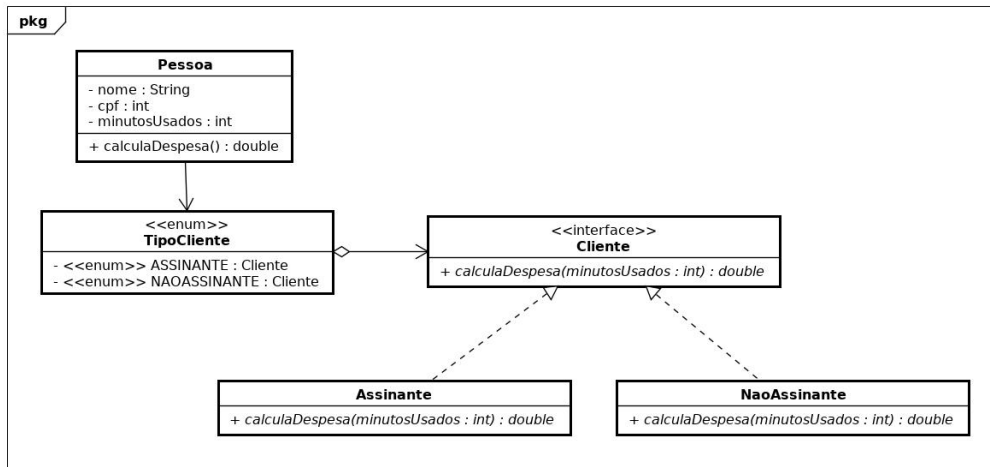 pkg
Pessoa
- nome : String
- cpf : int
- minutosUsados : int
+ calculaDespesa() : double
<<enum>>
TipoCliente
- <<enum>> ASSINANTE : Cliente
- <<enum>> NAOASSINANTE : Cliente
<<interface>>
Cliente
+ calculaDespesa(minutosUsados : int) : double
Assinante
+ calculaDespesa(minutosUsados : int) : double
NaoAssinante
+ calculaDespesa(minutosUsados : int) : double